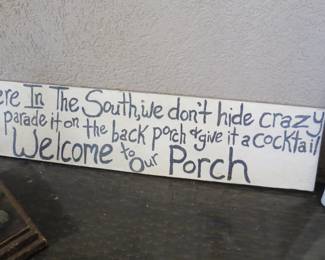 ere In The South, we don't hide crazy
parade it on the back porch & give it a cocktail
Welcome to Our Porch